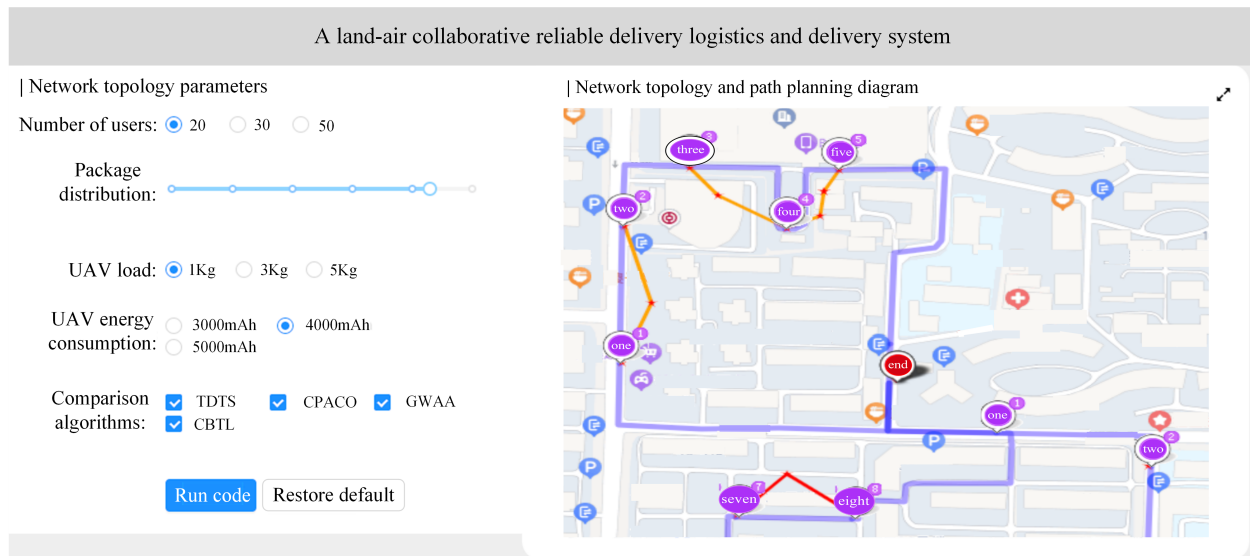 A land-air collaborative reliable delivery logistics and delivery system
| Network topology parameters
Number of users: 20 30 50
Package
distribution:
UAV load: 1Kg 3Kg 5Kg
UAV energy
consumption:
3000mAh 4000mAh
5000mAh
Comparison
algorithms:
TDTS CPACO GWAA
CBTL
Run code Restore default
| Network topology and path planning diagram
three 3
five 5
P
P
two 2
four 4
one 1
end
one 1
P
two 2
seven 7
eight 8
P